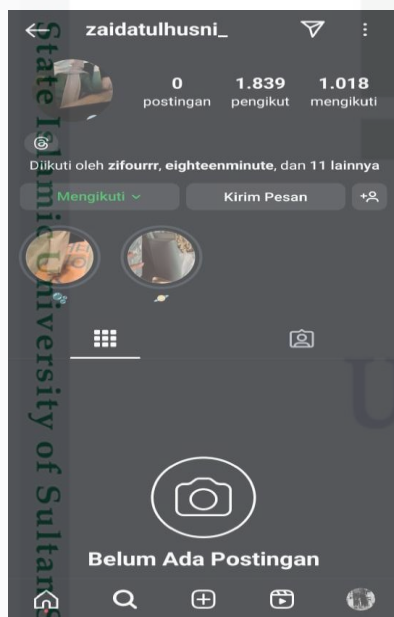 zaidatulhusni_
0 1.839 1.018
postingan pengikut mengikuti
Diikuti oleh zifourrr, eighteenminute, dan 11 lainnya
Mengikuti Kirim Pesan
Belum Ada Postingan
State Islamic University of Sultan
U